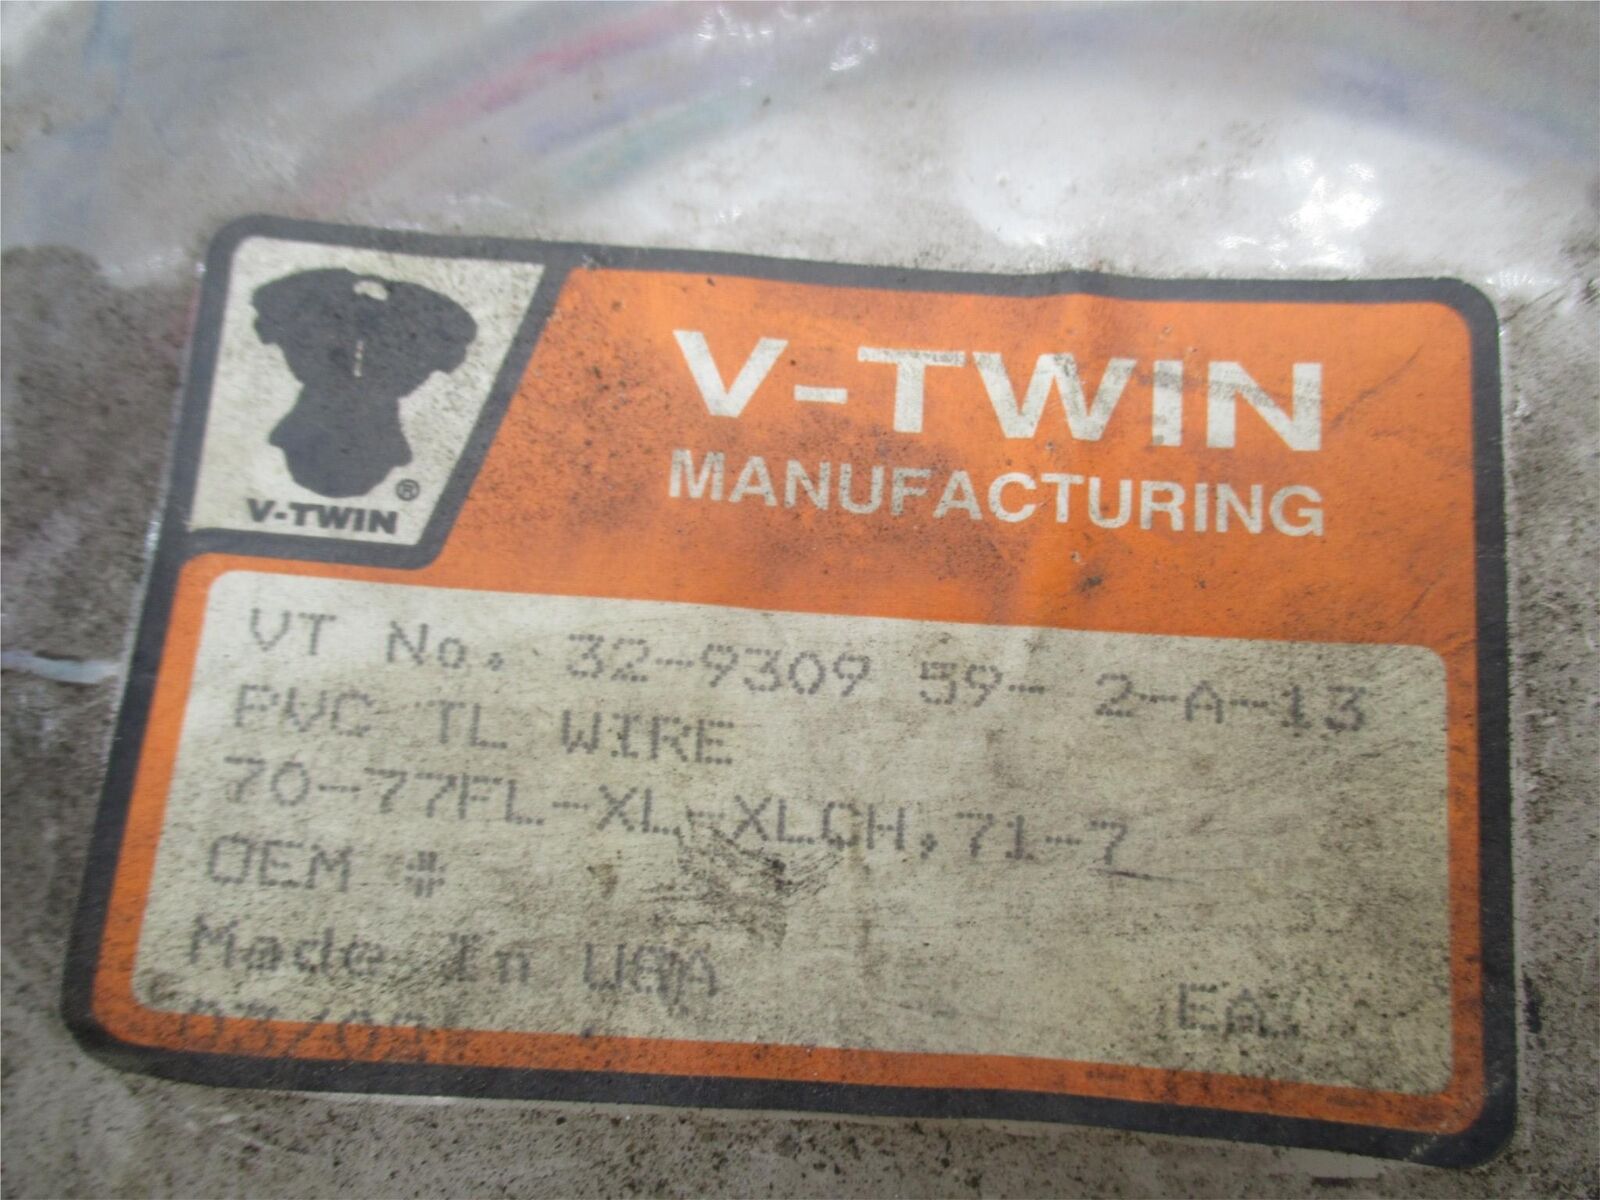 V-TWIN
MANUFACTURING
® V-TWIN
VT No. 32-9309 59- 2-A-13
PVC TL WIRE
70-77FL-XL-XLCH,71-7
OEM #
Made In USA
EA.